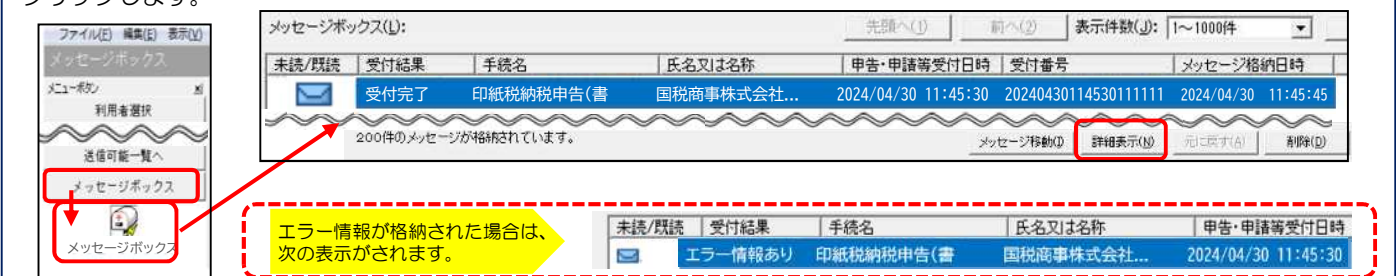 クリックします。
ファイル(F) 編集(E) 表示(V)
メッセージボックス
メニューボタン
利用者選択
送信可能一覧へ
メッセージボックス
メッセージボックス
メッセージボックス(L):
先頭へ(1) 前へ(2) 表示件数(J): 1～1000件
未読/既読 受付結果 手続名 氏名又は名称 申告・申請等受付日時 受付番号 メッセージ格納日時
受付完了 印紙税納税申告(書 国税商事株式会社... 2024/04/30 11:45:30 20240430114530111111 2024/04/30 11:45:45
200件のメッセージが格納されています。
メッセージ移動(I) 詳細表示(N) 元に戻す(A) 削除(D)
エラー情報が格納された場合は、
次の表示がされます。
未読/既読 受付結果 手続名 氏名又は名称 申告・申請等受付日時
エラー情報あり 印紙税納税申告(書 国税商事株式会社... 2024/04/30 11:45:30